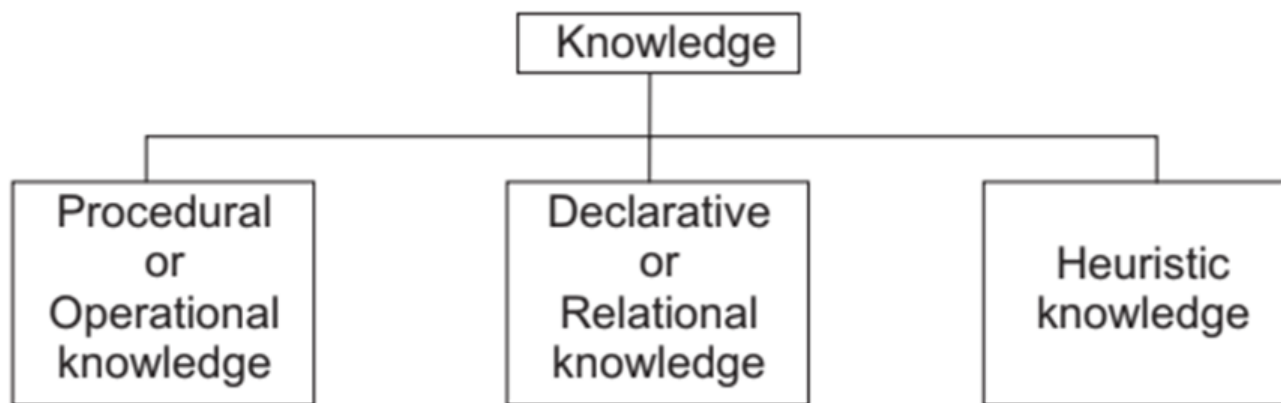 Knowledge
Procedural
or
Operational
knowledge
Declarative
or
Relational
knowledge
Heuristic
knowledge